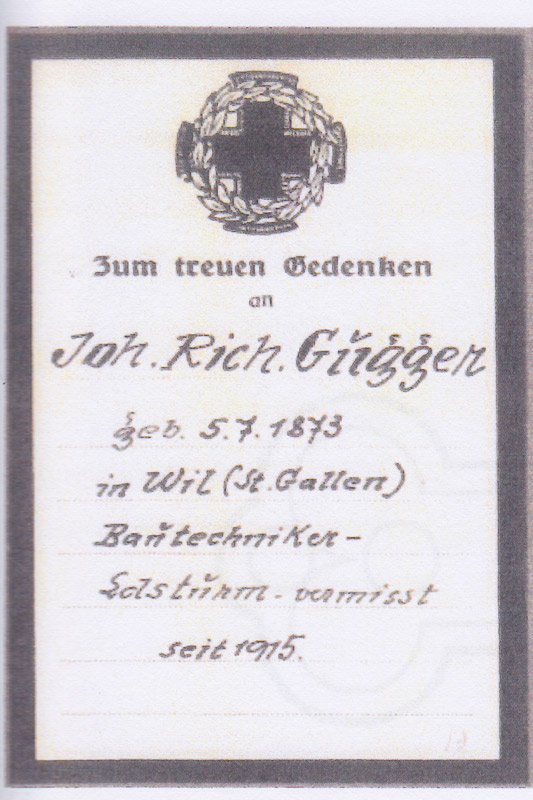 Zum treuen Gedenken
an
Joh. Rich. Gugger
geb. 5.7.1873
in Wil (St. Gallen)
Bautechniker-
Ldsturm - vermisst
seit 1915.